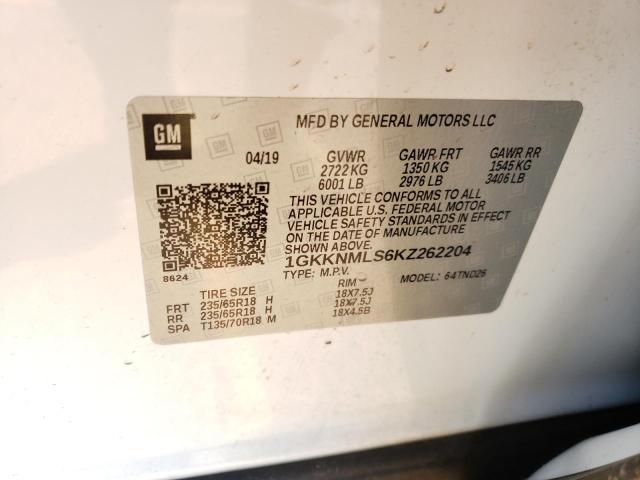 GM
MFD BY GENERAL MOTORS LLC
04/19 GVWR GAWR FRT GAWR RR
2722 KG 1350 KG 1545 KG
6001 LB 2976 LB 3406 LB
THIS VEHICLE CONFORMS TO ALL
APPLICABLE U.S. FEDERAL MOTOR
VEHICLE SAFETY STANDARDS IN EFFECT
ON THE DATE OF MANUFACTURE
SHOWN ABOVE.
8624
1GKKNMLS6KZ262204
TYPE: M.P.V. MODEL: 64TND26
TIRE SIZE RIM
FRT 235/65R18 H 18X7.5J
RR 235/65R18 H 18X7.5J
SPA T135/70R18 M 18X4.5B